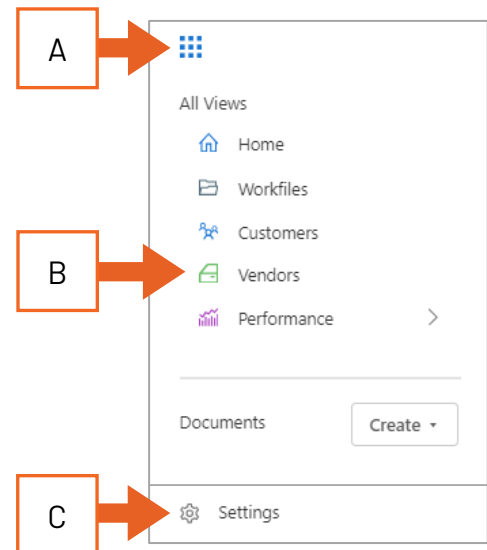 A
All Views
Home
Workfiles
Customers
B
Vendors
Performance
Documents
Create
C
Settings